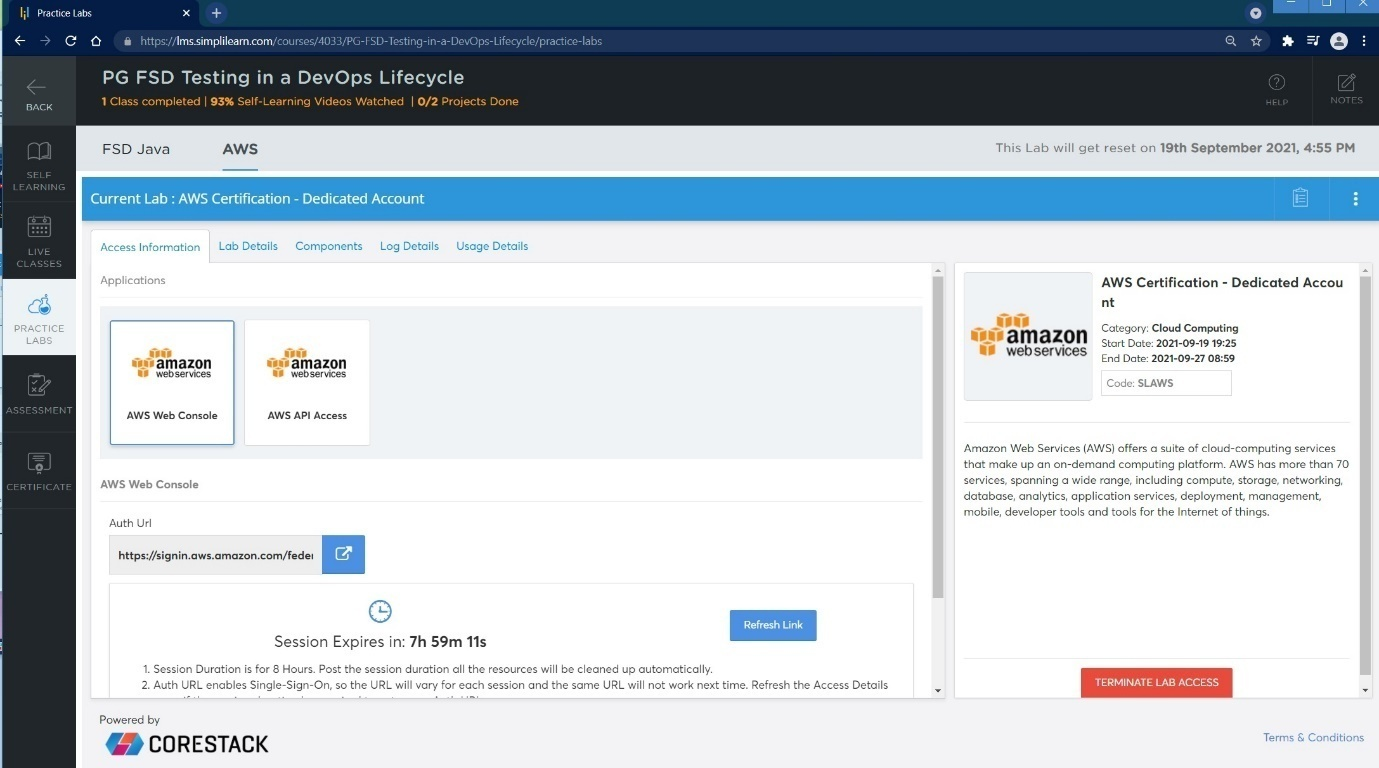 Practice Labs
https://lms.simplilearn.com/courses/4033/PG-FSD-Testing-in-a-DevOps-Lifecycle/practice-labs
BACK
PG FSD Testing in a DevOps Lifecycle
1 Class completed | 93% Self-Learning Videos Watched | 0/2 Projects Done
HELP
NOTES
SELF
LEARNING
LIVE
CLASSES
PRACTICE
LABS
ASSESSMENT
CERTIFICATE
FSD Java
AWS
This Lab will get reset on 19th September 2021, 4:55 PM
Current Lab : AWS Certification - Dedicated Account
Access Information
Lab Details
Components
Log Details
Usage Details
Applications
amazon
webservices
AWS Web Console
amazon
webservices
AWS API Access
AWS Web Console
Auth Url
https://signin.aws.amazon.com/feder
Session Expires in: 7h 59m 11s
Refresh Link
1. Session Duration is for 8 Hours. Post the session duration all the resources will be cleaned up automatically.
2. Auth URL enables Single-Sign-On, so the URL will vary for each session and the same URL will not work next time. Refresh the Access Details
amazon
webservices
AWS Certification - Dedicated Accou
nt
Category: Cloud Computing
Start Date: 2021-09-19 19:25
End Date: 2021-09-27 08:59
Code: SLAWS
Amazon Web Services (AWS) offers a suite of cloud-computing services
that make up an on-demand computing platform. AWS has more than 70
services, spanning a wide range, including compute, storage, networking,
database, analytics, application services, deployment, management,
mobile, developer tools and tools for the Internet of things.
TERMINATE LAB ACCESS
Powered by
CORESTACK
Terms & Conditions